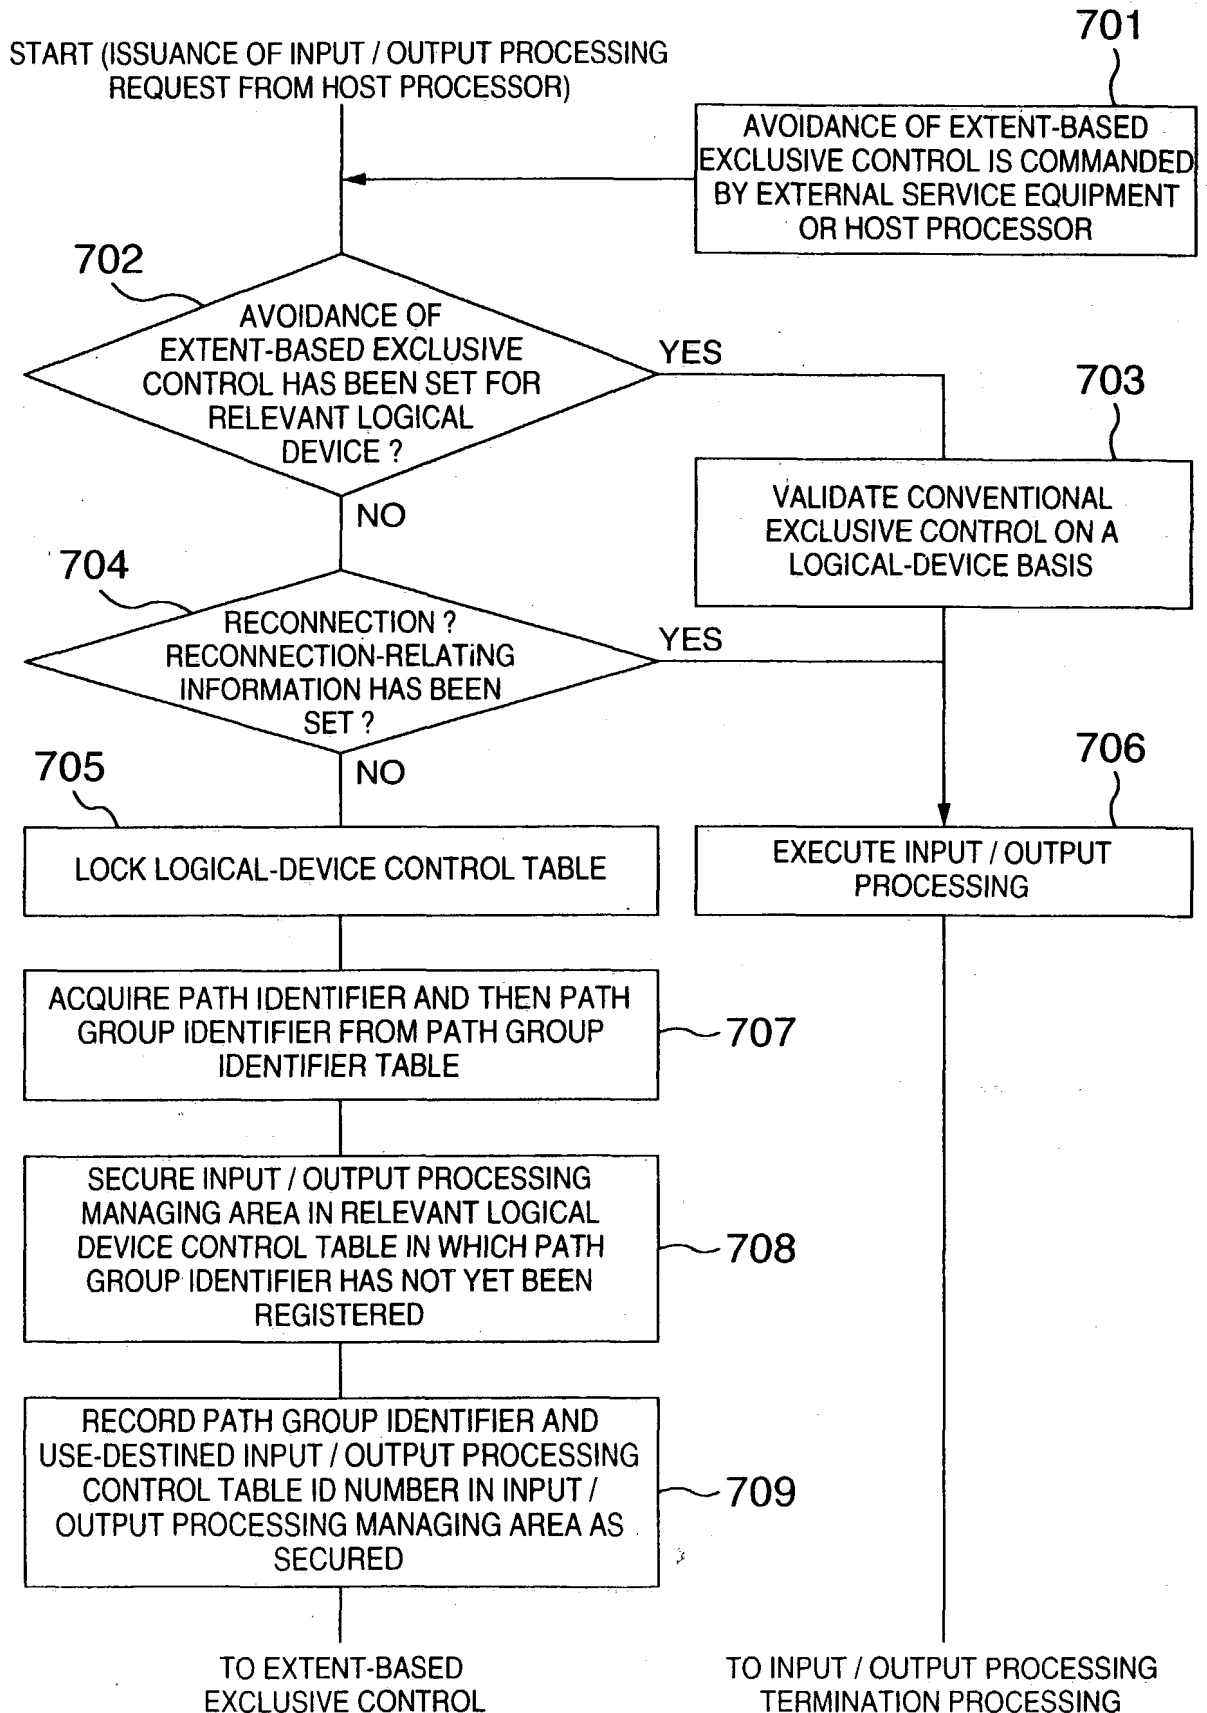 701
START (ISSUANCE OF INPUT / OUTPUT PROCESSING
REQUEST FROM HOST PROCESSOR)
AVOIDANCE OF EXTENT-BASED
EXCLUSIVE CONTROL IS COMMANDED
BY EXTERNAL SERVICE EQUIPMENT
OR HOST PROCESSOR
702
AVOIDANCE OF
EXTENT-BASED EXCLUSIVE
CONTROL HAS BEEN SET FOR
RELEVANT LOGICAL
DEVICE ?
YES
NO
703
VALIDATE CONVENTIONAL
EXCLUSIVE CONTROL ON A
LOGICAL-DEVICE BASIS
704
RECONNECTION ?
RECONNECTION-RELATING
INFORMATION HAS BEEN
SET ?
YES
NO
705
LOCK LOGICAL-DEVICE CONTROL TABLE
706
EXECUTE INPUT / OUTPUT
PROCESSING
ACQUIRE PATH IDENTIFIER AND THEN PATH
GROUP IDENTIFIER FROM PATH GROUP
IDENTIFIER TABLE
707
SECURE INPUT / OUTPUT PROCESSING
MANAGING AREA IN RELEVANT LOGICAL
DEVICE CONTROL TABLE IN WHICH PATH
GROUP IDENTIFIER HAS NOT YET BEEN
REGISTERED
708
RECORD PATH GROUP IDENTIFIER AND
USE-DESTINED INPUT / OUTPUT PROCESSING
CONTROL TABLE ID NUMBER IN INPUT /
OUTPUT PROCESSING MANAGING AREA AS
SECURED
709
TO EXTENT-BASED
EXCLUSIVE CONTROL
TO INPUT / OUTPUT PROCESSING
TERMINATION PROCESSING